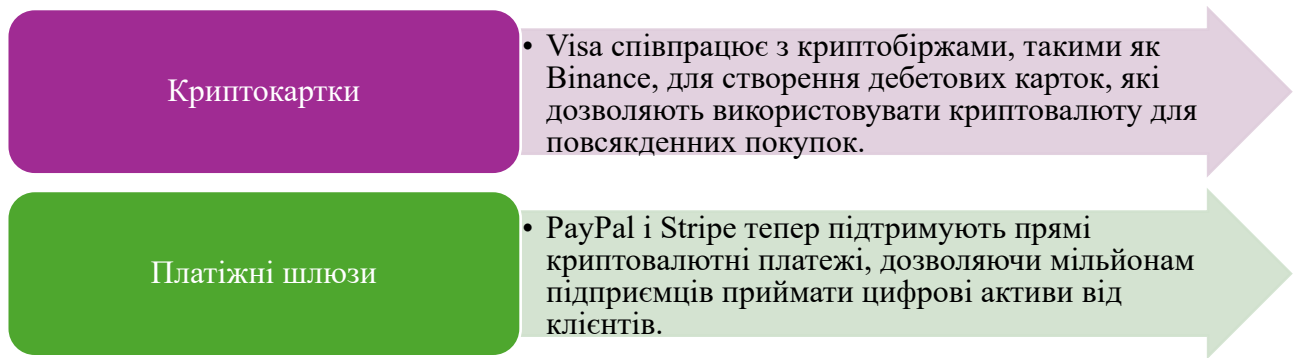 Криптокартки
• Visa співпрацює з криптобіржами, такими як
Binance, для створення дебетових карток, які
дозволяють використовувати криптовалюту для
повсякденних покупок.
Платіжні шлюзи
• PayPal і Stripe тепер підтримують прямі
криптовалютні платежі, дозволяючи мільйонам
підприємців приймати цифрові активи від
клієнтів.